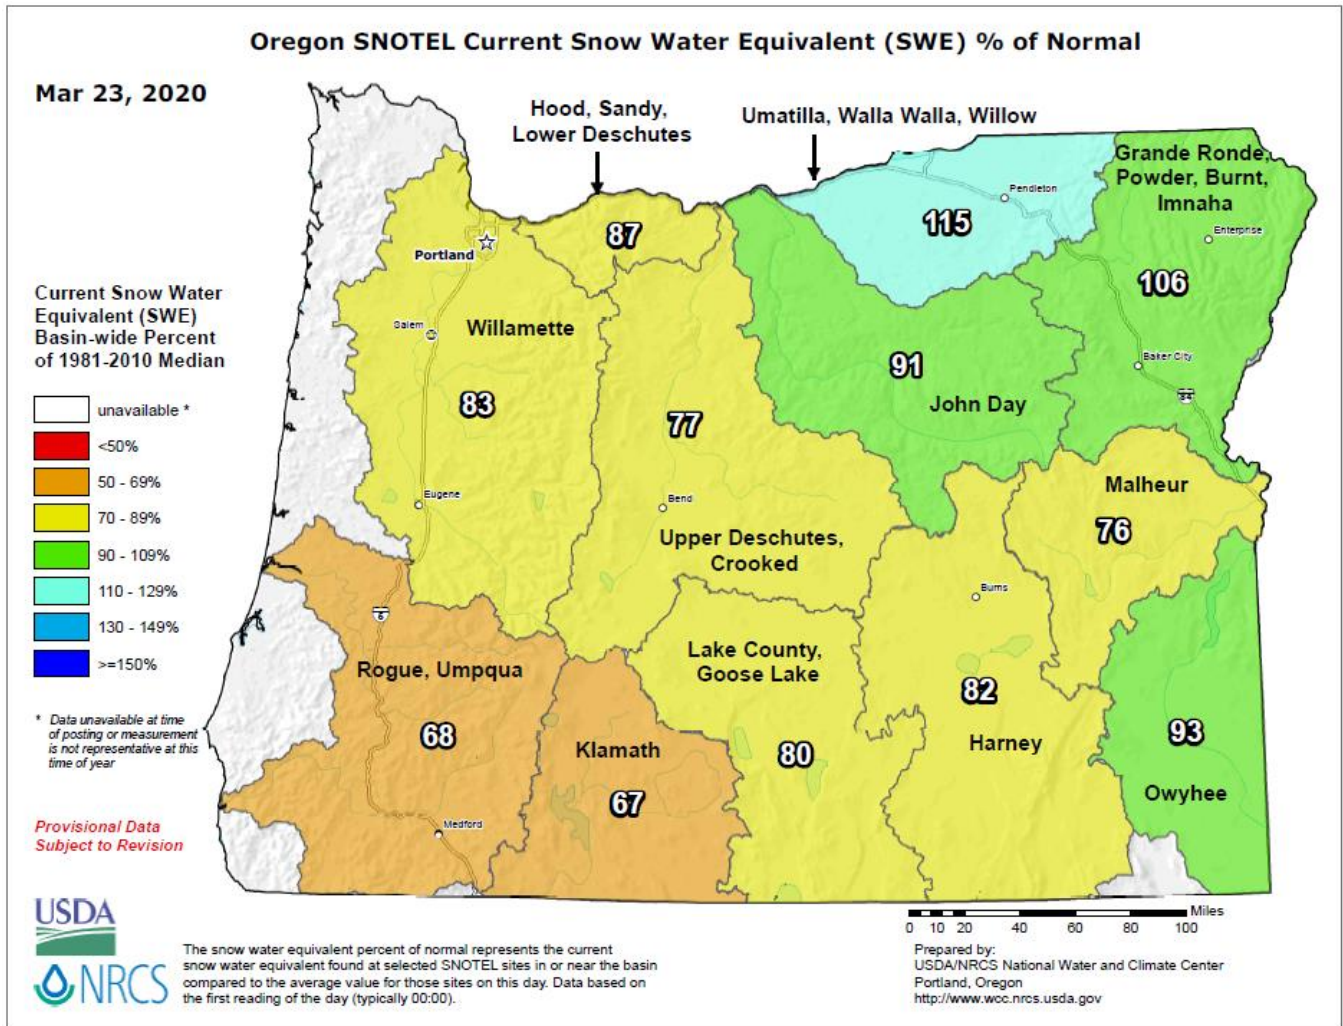 Oregon SNOTEL Current Snow Water Equivalent (SWE) % of Normal
Mar 23, 2020
Hood, Sandy,
Lower Deschutes
Umatilla, Walla Walla, Willow
Grande Ronde,
Powder, Burnt,
Imnaha
Pendleton
115
Enterprise
87
Portland
106
Current Snow Water
Equivalent (SWE)
Basin-wide Percent
of 1981-2010 Median
Salem
Willamette
83
77
91
John Day
Baker City
84
unavailable *
<50%
50 - 69%
70 - 89%
90 - 109%
110 - 129%
130 - 149%
>=150%
Eugene
Bend
Upper Deschutes,
Crooked
Malheur
76
Burns
Rogue, Umpqua
68
Klamath
67
Lake County,
Goose Lake
80
82
Harney
93
Owyhee
Medford
* Data unavailable at time
of posting or measurement
is not representative at this
time of year
Provisional Data
Subject to Revision
USDA
NRCS
The snow water equivalent percent of normal represents the current
snow water equivalent found at selected SNOTEL sites in or near the basin
compared to the average value for those sites on this day. Data based on
the first reading of the day (typically 00:00).
Miles
0 10 20 40 60 80 100
Prepared by:
USDA/NRCS National Water and Climate Center
Portland, Oregon
http://www.wcc.nrcs.usda.gov